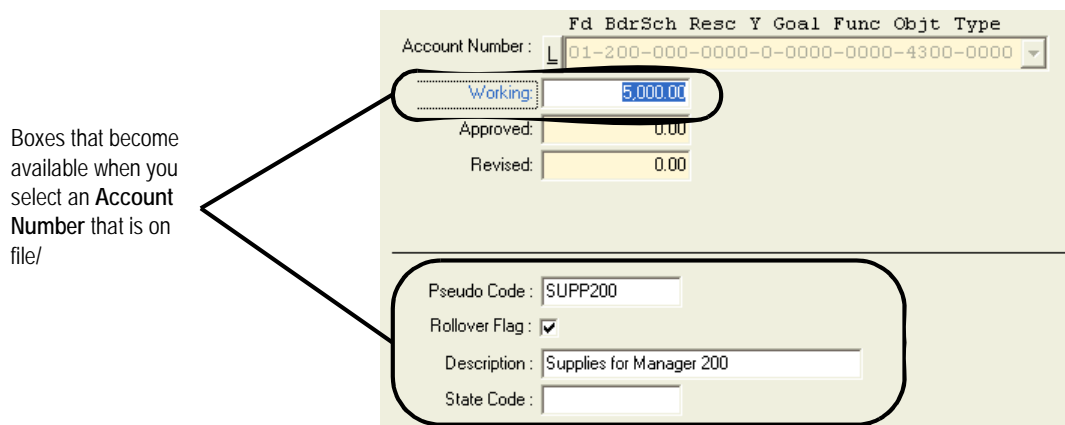 Fd BdrSch Resc Y Goal Func Objt Type
Account Number : L 01-200-000-0000-0-0000-0000-4300-0000
Working: 5,000.00
Approved: 0.00
Revised: 0.00
Boxes that become
available when you
select an Account
Number that is on
file/
Pseudo Code : SUPP200
Rollover Flag :
Description : Supplies for Manager 200
State Code :